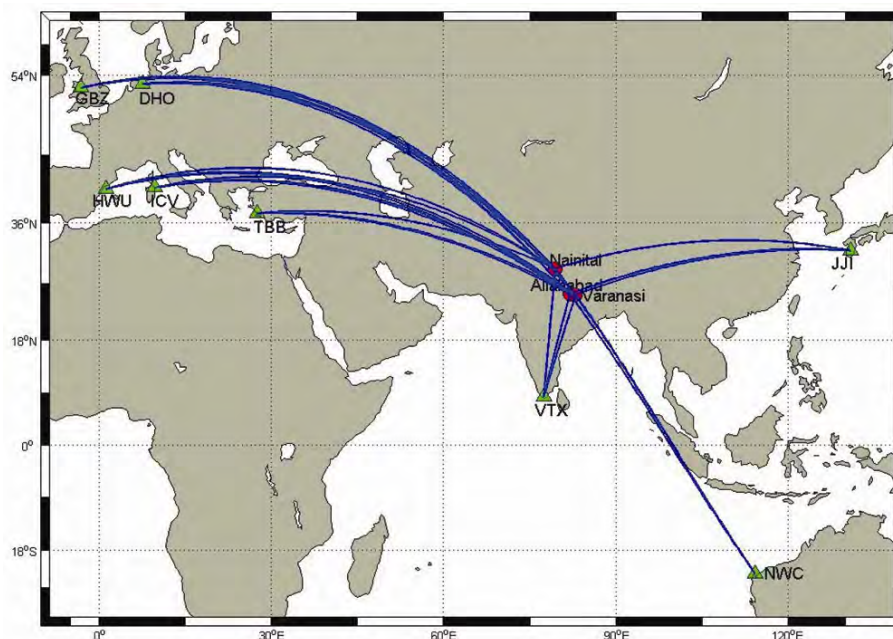 54°N
GBZ
DHO
HWU
ICV
36°N
TBB
Nainital
JJI
Allahabad
Varanasi
18°N
VTX
0°
18°S
NWC
0°
30°E
60°E
90°E
120°E